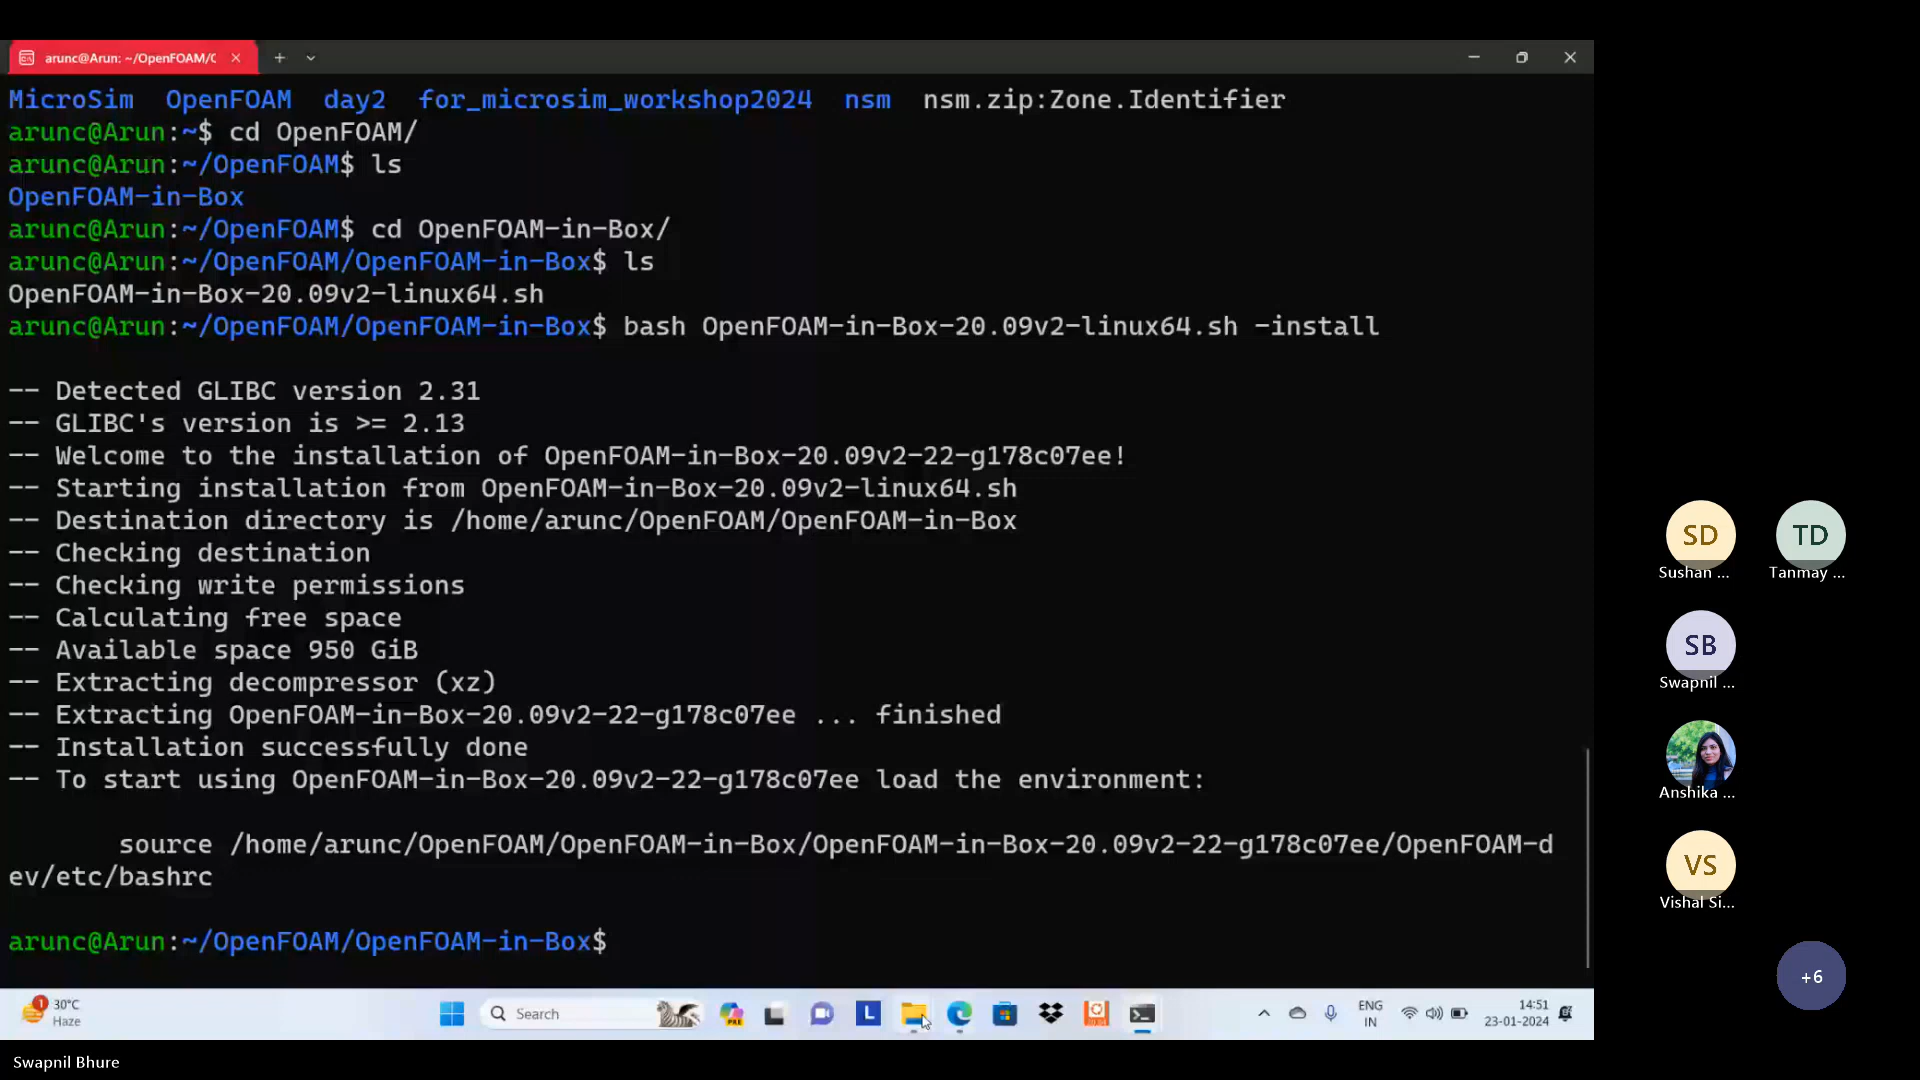 arunc@Arun: ~/OpenFOAM/C
MicroSim OpenFOAM day2 for_microsim_workshop2024 nsm nsm.zip:Zone.Identifier
arunc@Arun:~$ cd OpenFOAM/
arunc@Arun:~/OpenFOAM$ ls
OpenFOAM-in-Box
arunc@Arun:~/OpenFOAM$ cd OpenFOAM-in-Box/
arunc@Arun:~/OpenFOAM/OpenFOAM-in-Box$ ls
OpenFOAM-in-Box-20.09v2-linux64.sh
arunc@Arun:~/OpenFOAM/OpenFOAM-in-Box$ bash OpenFOAM-in-Box-20.09v2-linux64.sh -install
-- Detected GLIBC version 2.31
-- GLIBC's version is >= 2.13
-- Welcome to the installation of OpenFOAM-in-Box-20.09v2-22-g178c07ee!
-- Starting installation from OpenFOAM-in-Box-20.09v2-linux64.sh
-- Destination directory is /home/arunc/OpenFOAM/OpenFOAM-in-Box
-- Checking destination
-- Checking write permissions
-- Calculating free space
-- Available space 950 GiB
-- Extracting decompressor (xz)
-- Extracting OpenFOAM-in-Box-20.09v2-22-g178c07ee ... finished
-- Installation successfully done
-- To start using OpenFOAM-in-Box-20.09v2-22-g178c07ee load the environment:
source /home/arunc/OpenFOAM/OpenFOAM-in-Box/OpenFOAM-in-Box-20.09v2-22-g178c07ee/OpenFOAM-d
ev/etc/bashrc
arunc@Arun:~/OpenFOAM/OpenFOAM-in-Box$
SD TD
Sushan ... Tanmay ...
SB
Swapnil ...
Anshika ...
VS
Vishal Si...
+6
1 30°C
Haze
Search
PRE
L
ENG
IN
14:51
23-01-2024
Swapnil Bhure